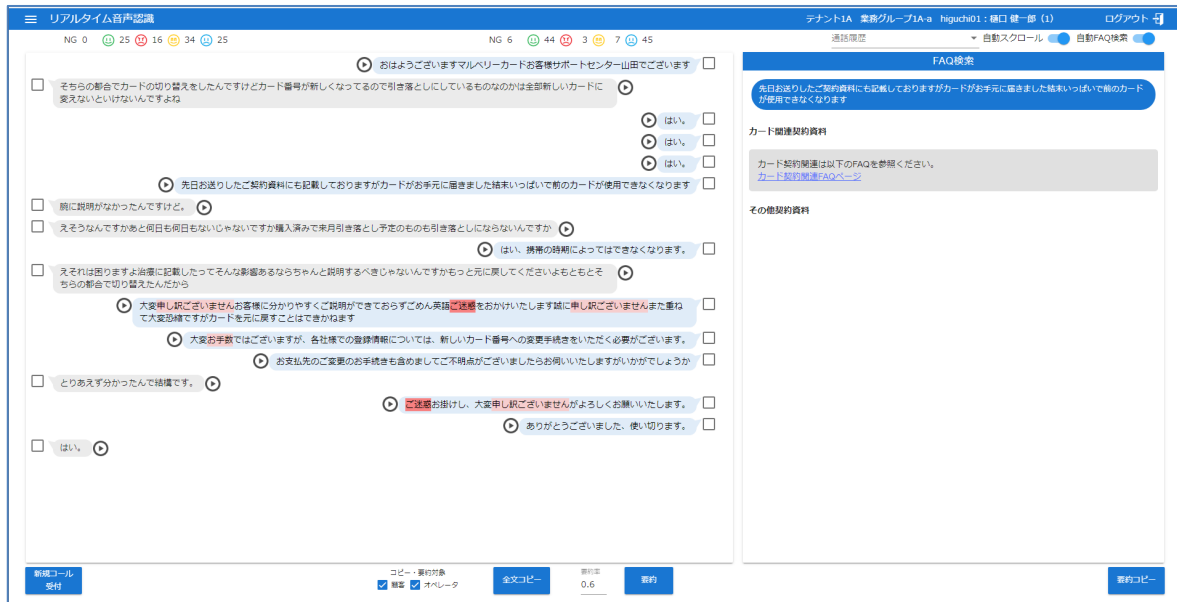 リアルタイム音声認識
テナント1A 業務グループ1A-a higuchi01 : 樋口 健一郎 (1) ログアウト
NG 0 25 16 34 25
NG 6 44 3 7 45
通話履歴
自動スクロール
自動FAQ検索
おはようございますマルベリーカードお客様サポートセンター山田でございます
そちらの都合でカードの切り替えをしたんですけどカード番号が新しくなってるので引き落としにしているものなのかは全部新しいカードに
変えないといけないんですよね
はい。
はい。
はい。
先日お送りしたご契約資料にも記載しておりますがカードがお手元に届きました結末いっぱいで前のカードが使用できなくなります
腕に説明がなかったんですけど。
えそうなんですかあと何日も何日もないじゃないですか購入済みで来月引き落とし予定のものも引き落としにならないんですか
はい、携帯の時期によってはできなくなります。
えそれは困りますよ治療に記載したってそんな影響あるならちゃんと説明するべきじゃないんですかもっと元に戻してくださいよもともとそ
ちらの都合で切り替えたんだから
大変申し訳ございませんお客様に分かりやすくご説明ができておらずごめん英語ご迷惑をおかけいたします誠に申し訳ございませんまた重ね
て大変恐縮ですがカードを元に戻すことはできかねます
大変お手数ではございますが、各社様での登録情報については、新しいカード番号への変更手続きをいただく必要がございます。
お支払先のご変更のお手続きも含めましてご不明点がございましたらお伺いいたしますがいかがでしょうか
とりあえず分かったんで結構です。
ご迷惑お掛けし、大変申し訳ございませんがよろしくお願いいたします。
ありがとうございました、使い切ります。
はい。
FAQ検索
先日お送りしたご契約資料にも記載しておりますがカードがお手元に届きました結末いっぱいで前のカード
が使用できなくなります
カード関連契約資料
カード契約関連は以下のFAQを参照ください。
カード契約関連FAQページ
その他契約資料
新規コール
受付
コピー・要約対象
顧客 オペレータ
全文コピー
要約率
0.6
要約
要約コピー